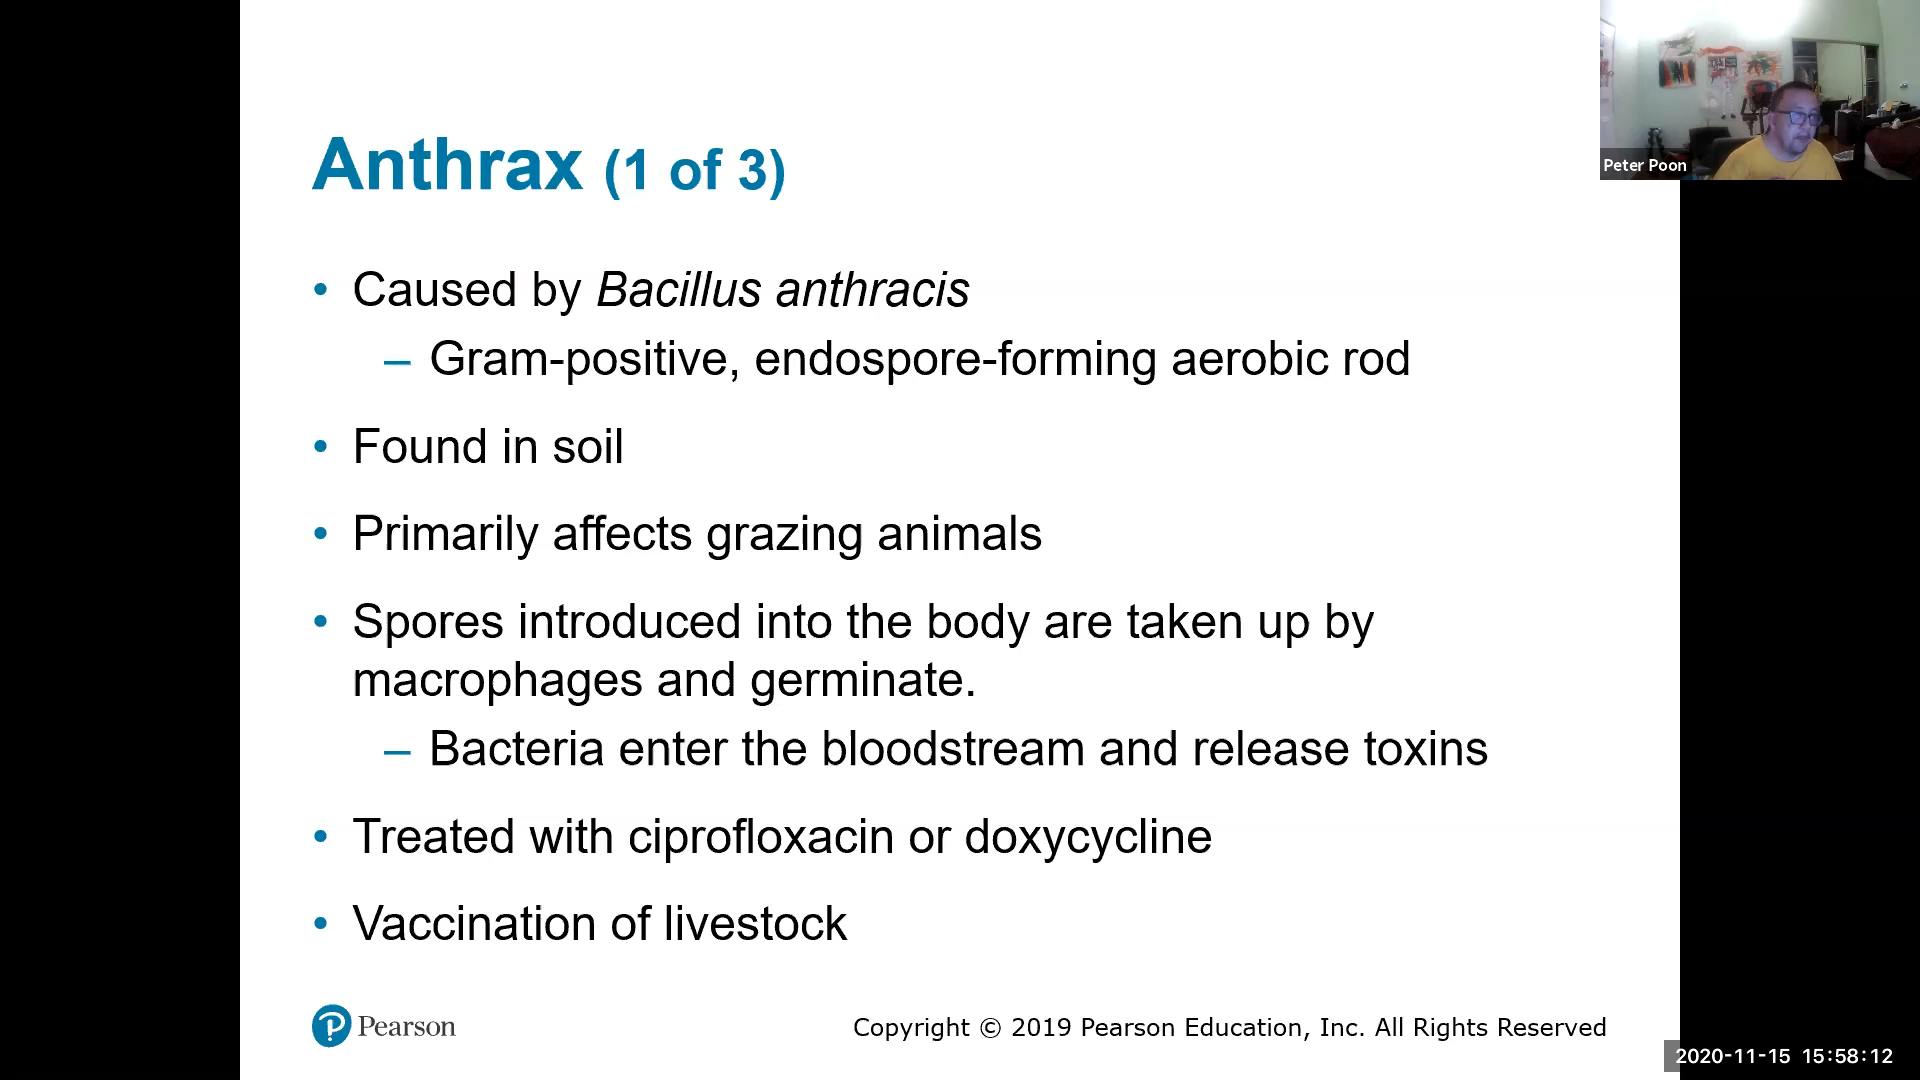 Peter Poon
Anthrax (1 of 3)
• Caused by Bacillus anthracis
– Gram-positive, endospore-forming aerobic rod
• Found in soil
• Primarily affects grazing animals
• Spores introduced into the body are taken up by
macrophages and germinate.
– Bacteria enter the bloodstream and release toxins
• Treated with ciprofloxacin or doxycycline
• Vaccination of livestock
Pearson
Copyright © 2019 Pearson Education, Inc. All Rights Reserved
2020-11-15 15:58:12